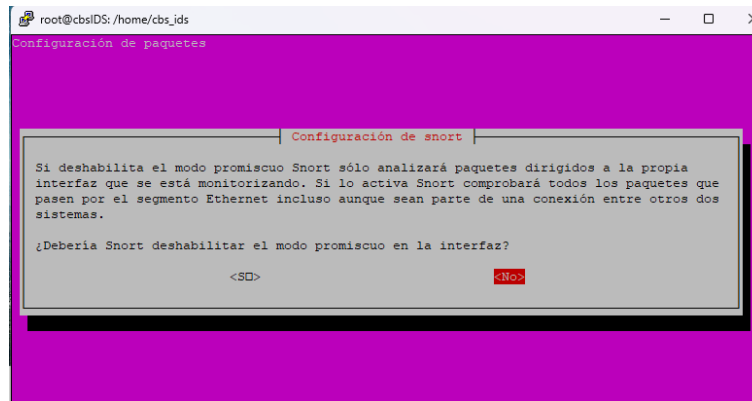 root@cbsIDS: /home/cbs_ids
Configuración de paquetes
Configuración de snort
Si deshabilita el modo promiscuo Snort sólo analizará paquetes dirigidos a la propia
interfaz que se está monitorizando. Si lo activa Snort comprobará todos los paquetes que
pasen por el segmento Ethernet incluso aunque sean parte de una conexión entre otros dos
sistemas.
¿Debería Snort deshabilitar el modo promiscuo en la interfaz?
<S□> <No>